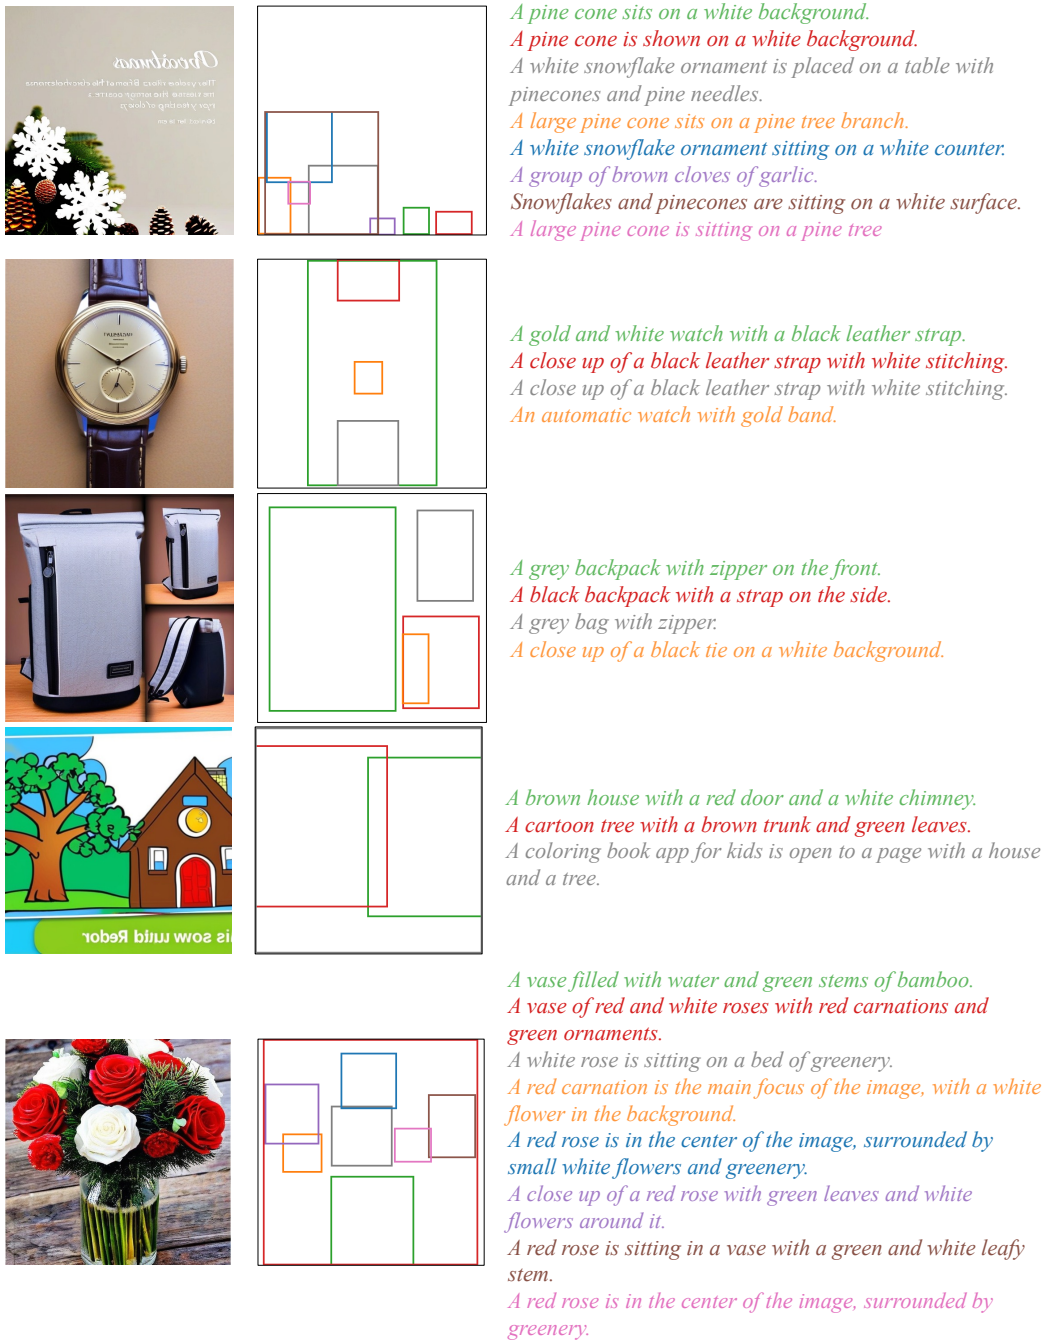 A pine cone sits on a white background.
A pine cone is shown on a white background.
A white snowflake ornament is placed on a table with
pinecones and pine needles.
A large pine cone sits on a pine tree branch.
A white snowflake ornament sitting on a white counter.
A group of brown cloves of garlic.
Snowflakes and pinecones are sitting on a white surface.
A large pine cone is sitting on a pine tree
A gold and white watch with a black leather strap.
A close up of a black leather strap with white stitching.
A close up of a black leather strap with white stitching.
An automatic watch with gold band.
A grey backpack with zipper on the front.
A black backpack with a strap on the side.
A grey bag with zipper.
A close up of a black tie on a white background.
A brown house with a red door and a white chimney.
A cartoon tree with a brown trunk and green leaves.
A coloring book app for kids is open to a page with a house
and a tree.
A vase filled with water and green stems of bamboo.
A vase of red and white roses with red carnations and
green ornaments.
A white rose is sitting on a bed of greenery.
A red carnation is the main focus of the image, with a white
flower in the background.
A red rose is in the center of the image, surrounded by
small white flowers and greenery.
A close up of a red rose with green leaves and white
flowers around it.
A red rose is sitting in a vase with a green and white leafy
stem.
A red rose is in the center of the image, surrounded by
greenery.